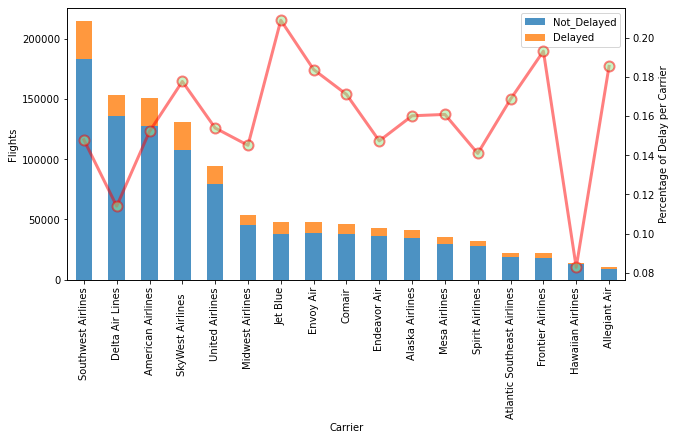 Not_Delayed
Delayed
200000
150000
100000
50000
0
Flights
0.20
0.18
0.16
0.14
0.12
0.10
0.08
Percentage of Delay per Carrier
Southwest Airlines
Delta Air Lines
American Airlines
SkyWest Airlines
United Airlines
Midwest Airlines
Jet Blue
Envoy Air
Comair
Endeavor Air
Alaska Airlines
Mesa Airlines
Spirit Airlines
Atlantic Southeast Airlines
Frontier Airlines
Hawaiian Airlines
Allegiant Air
Carrier